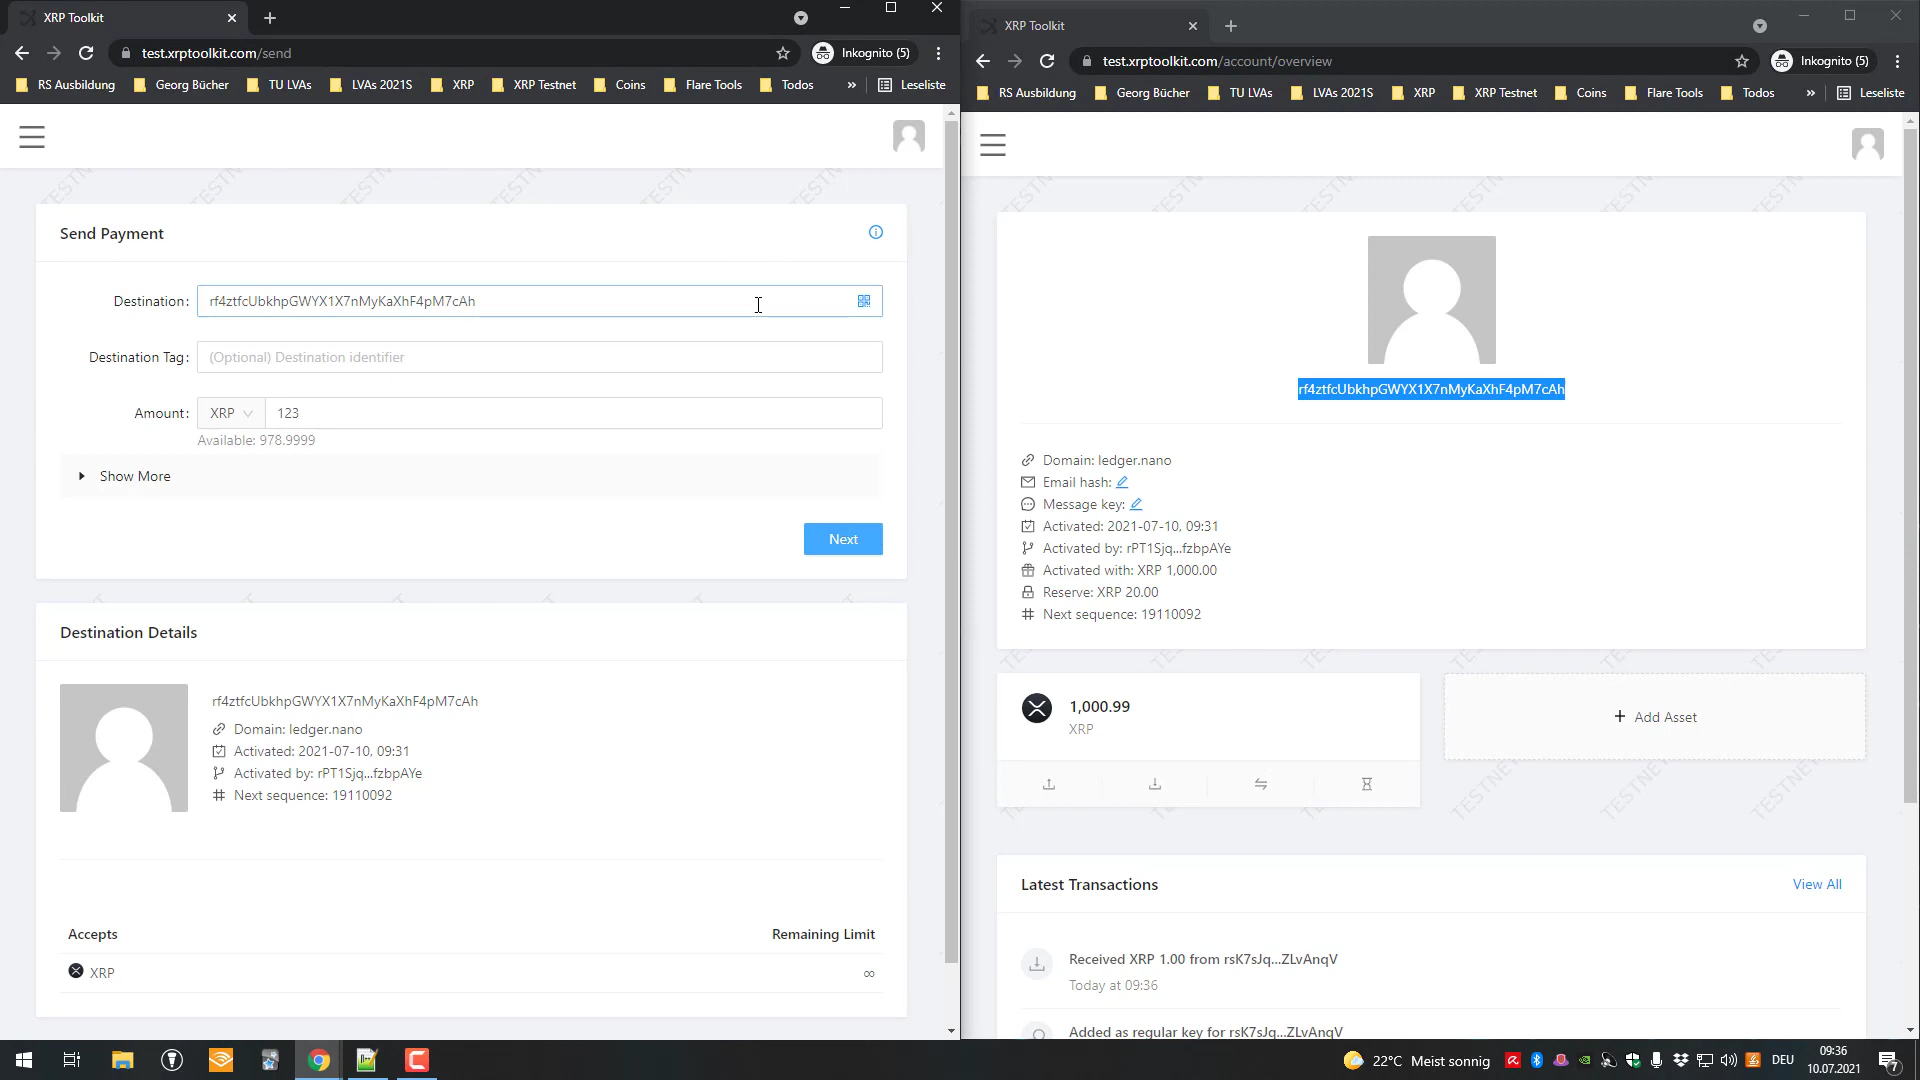 XRP Toolkit
test.xrptoolkit.com/send
Inkognito (5)
RS Ausbildung
Georg Bücher
TU LVAs
LVAs 2021S
XRP
XRP Testnet
Coins
Flare Tools
Todos
»
Leseliste
Send Payment
Destination: rf4ztfcUbkhpGWYX1X7nMyKaXhF4pM7cAh
Destination Tag: (Optional) Destination identifier
Amount: XRP 123
Available: 978.9999
Show More
Next
Destination Details
rf4ztfcUbkhpGWYX1X7nMyKaXhF4pM7cAh
Domain: ledger.nano
Activated: 2021-07-10, 09:31
Activated by: rPT1Sjq...fzbpAYe
Next sequence: 19110092
Accepts Remaining Limit
XRP ∞
XRP Toolkit
test.xrptoolkit.com/account/overview
Inkognito (5)
RS Ausbildung
Georg Bücher
TU LVAs
LVAs 2021S
XRP
XRP Testnet
Coins
Flare Tools
Todos
»
Leseliste
rf4ztfcUbkhpGWYX1X7nMyKaXhF4pM7cAh
Domain: ledger.nano
Email hash:
Message key:
Activated: 2021-07-10, 09:31
Activated by: rPT1Sjq...fzbpAYe
Activated with: XRP 1,000.00
Reserve: XRP 20.00
Next sequence: 19110092
1,000.99
XRP
+ Add Asset
TESTNET
Latest Transactions View All
Received XRP 1.00 from rsK7sJq...ZLvAnqV
Today at 09:36
Added as regular key for rsK7sJq...ZLvAnqV
22°C Meist sonnig
DEU
09:36
10.07.2021
7